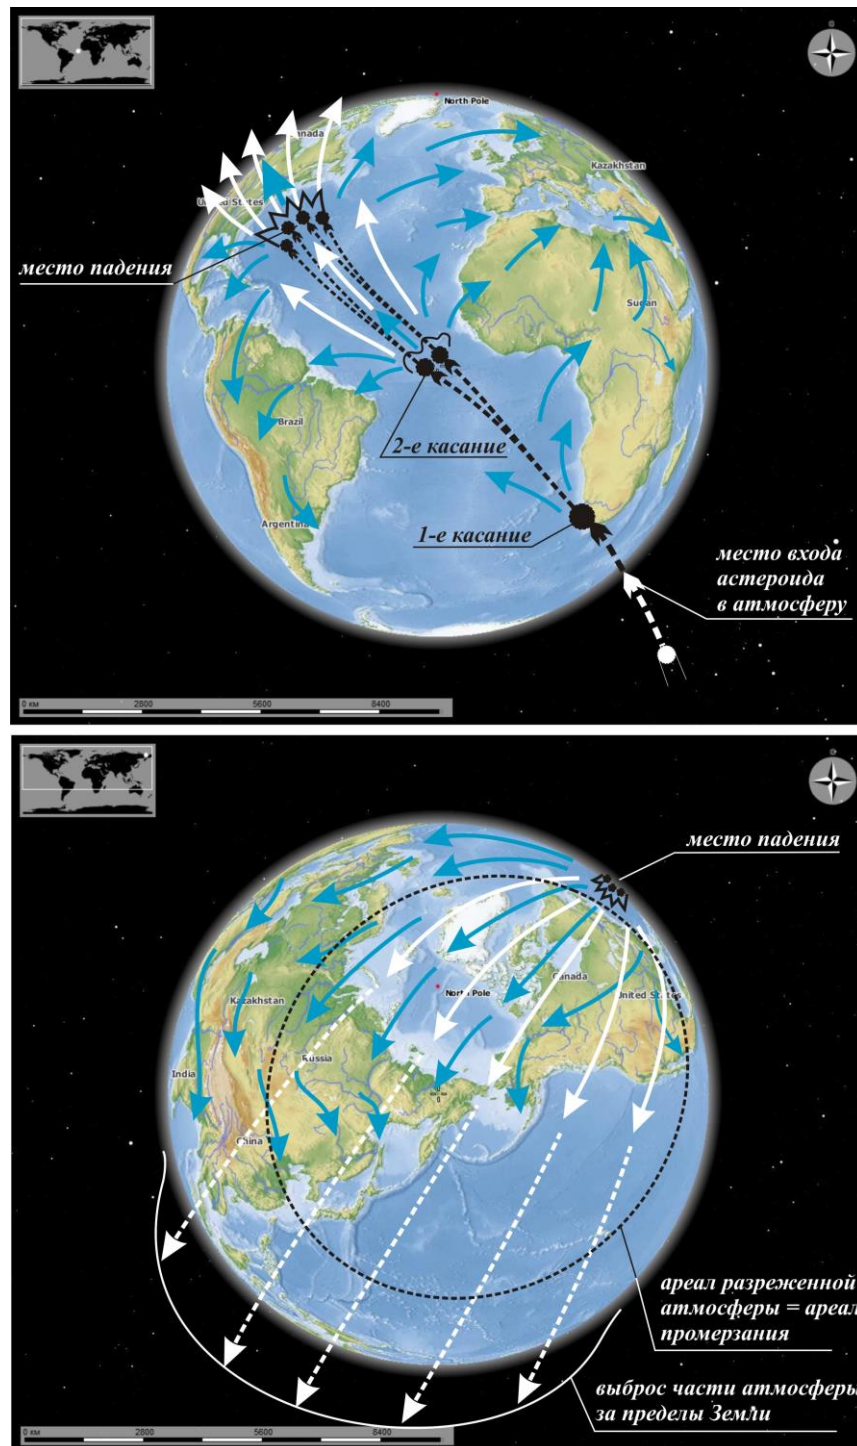 North Pole
Canada
Kazakhstan
United States
место падения
Sudan
Brazil
2-е касание
Argentina
1-е касание
место входа
астероида
в атмосферу
0 км 2800 5600 8400
место падения
Canada
North Pole
Kazakhstan
United States
Russia
India
China
ареал разреженной
атмосферы = ареал
промерзания
выброс части атмосферы
за пределы Земли
0 км 2800 5600 8400